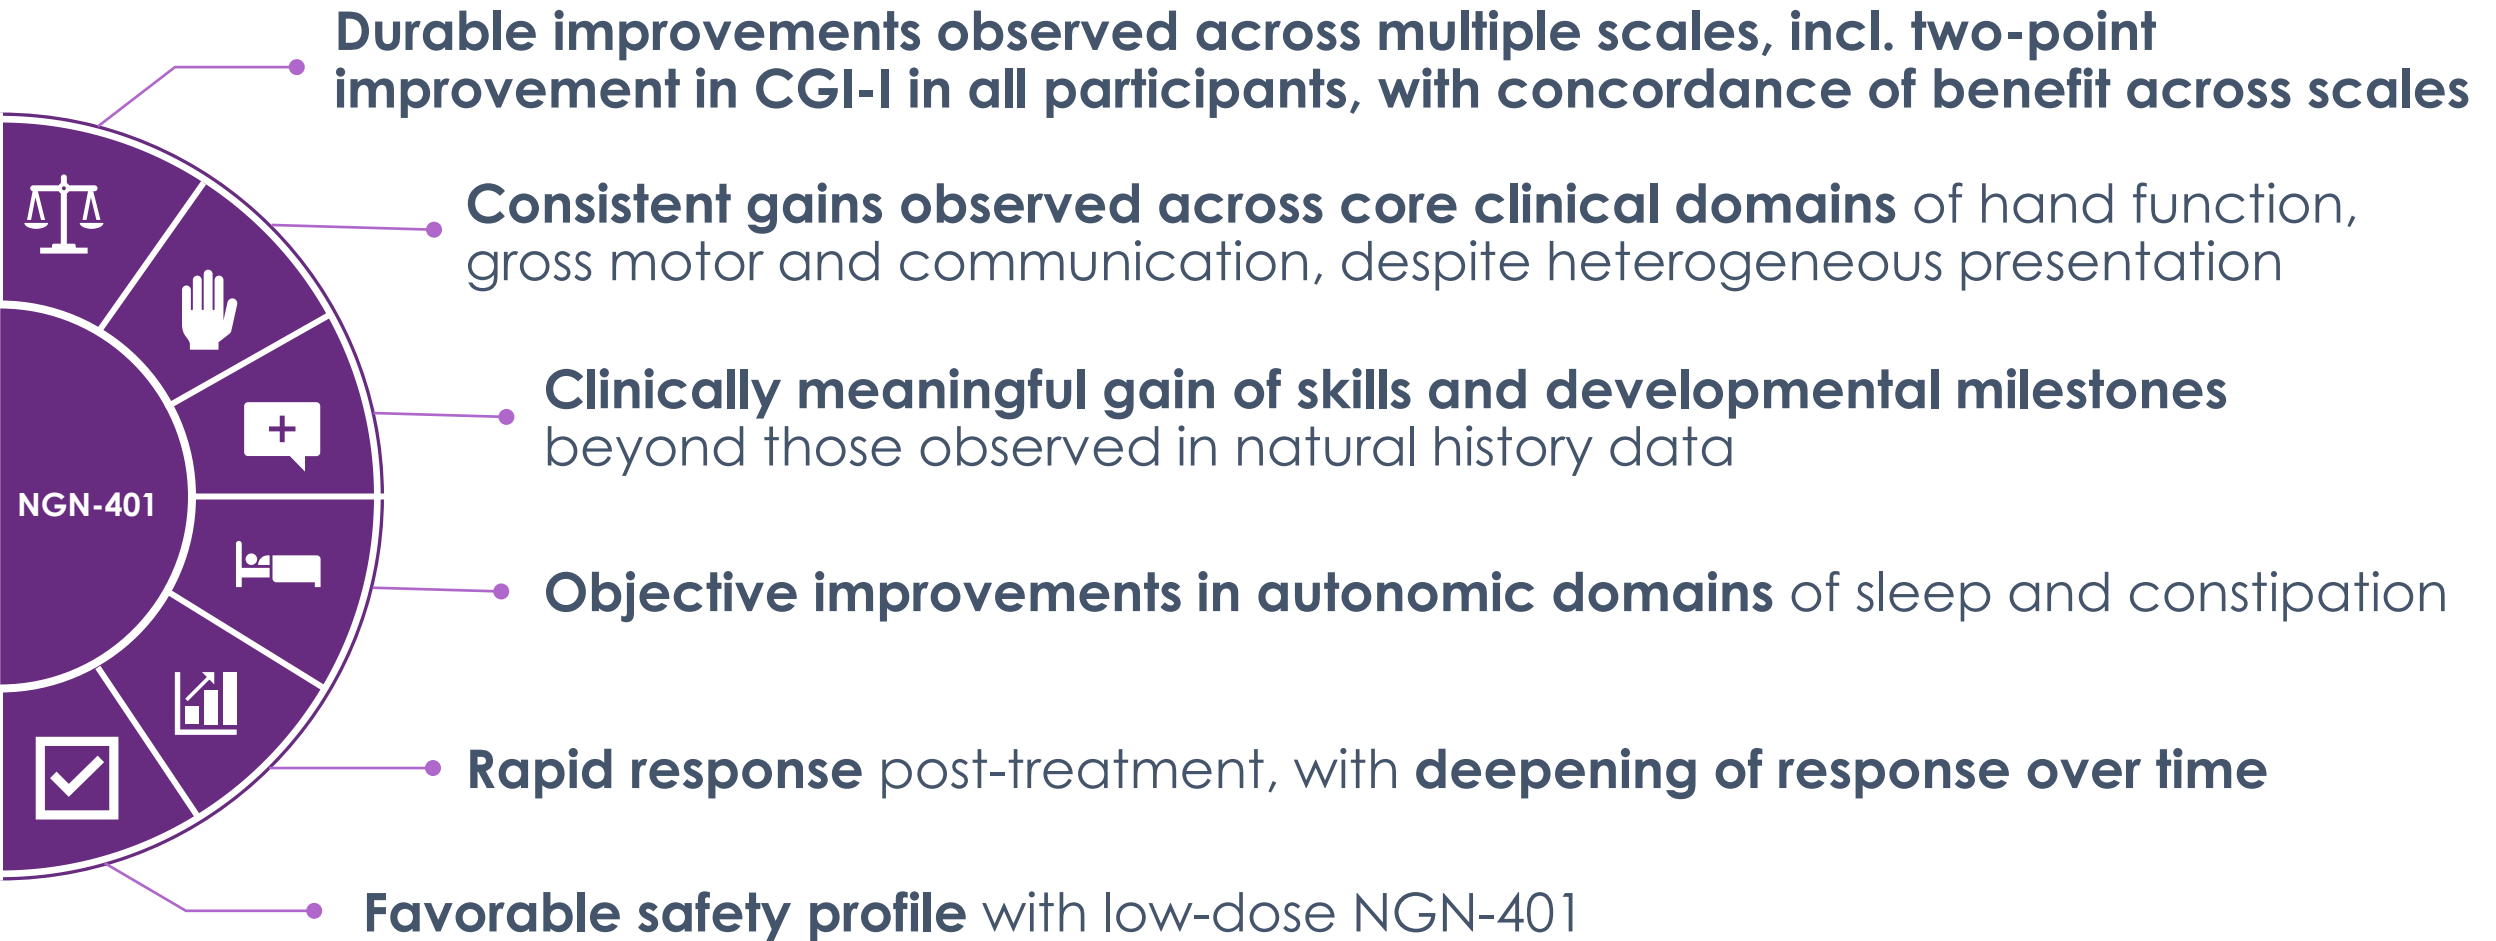 Durable improvements observed across multiple scales, incl. two-point
improvement in CGI-I in all participants, with concordance of benefit across scales
Consistent gains observed across core clinical domains of hand function,
gross motor and communication, despite heterogeneous presentation
Clinically meaningful gain of skills and developmental milestones
beyond those observed in natural history data
NGN-401
Objective improvements in autonomic domains of sleep and constipation
Rapid response post-treatment, with deepening of response over time
Favorable safety profile with low-dose NGN-401